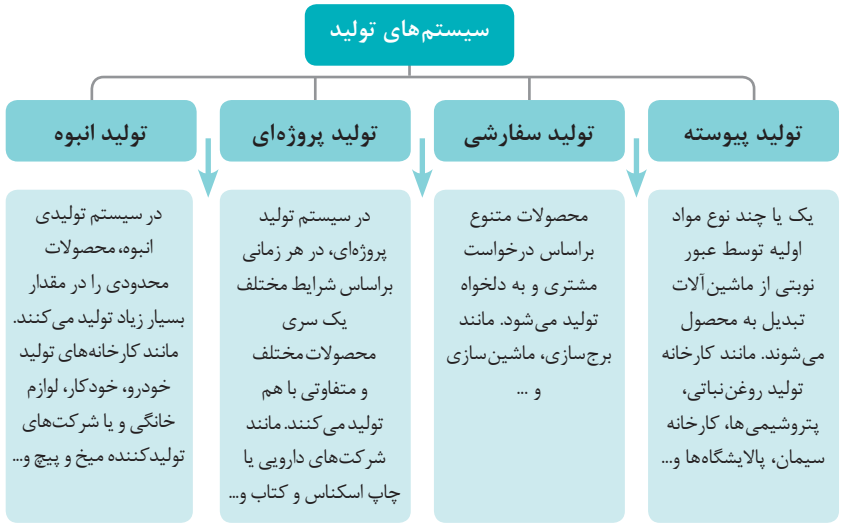 سیستم‌های تولید
تولید پیوسته
یک یا چند نوع مواد
اولیه توسط عبور
نوبتی از ماشین‌آلات
تبدیل به محصول
می‌شوند. مانند کارخانه
تولید روغن‌نباتی،
پتروشیمی‌ها، کارخانه
سیمان، پالایشگاه‌ها و...
تولید سفارشی
محصولات متنوع
براساس درخواست
مشتری و به دلخواه
تولید می‌شود. مانند
برج‌سازی، ماشین‌سازی
و ...
تولید پروژه‌ای
در سیستم تولید
پروژه‌ای، در هر زمانی
براساس شرایط مختلف
یک سری
محصولات مختلف
و متفاوتی با هم
تولید می‌کنند. مانند
شرکت‌های دارویی یا
چاپ اسکناس و کتاب و...
تولید انبوه
در سیستم تولیدی
انبوه، محصولات
محدودی را در مقدار
بسیار زیاد تولید می‌کنند.
مانند کارخانه‌های تولید
خودرو، خودکار، لوازم
خانگی و یا شرکت‌های
تولیدکننده میخ و پیچ و...